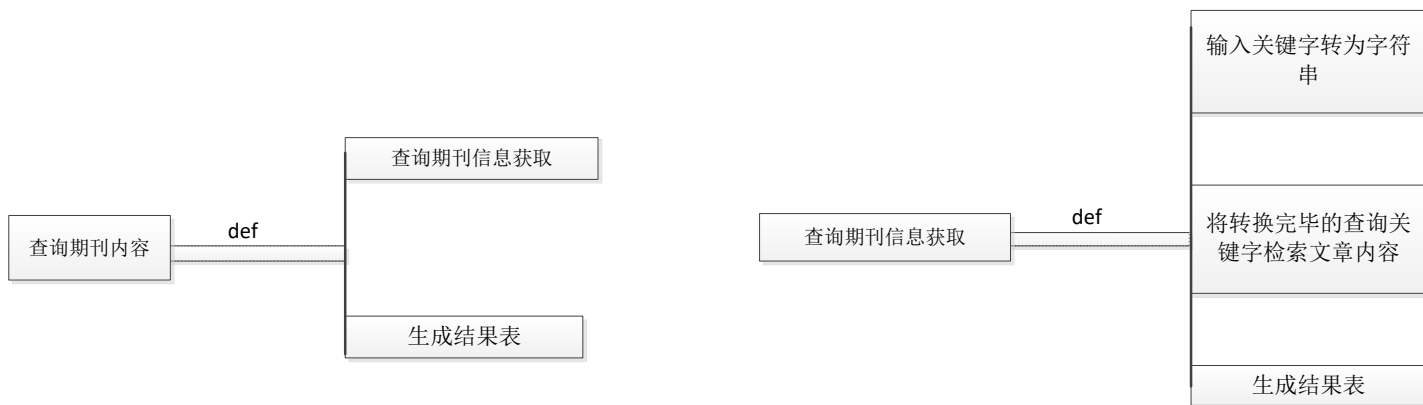 查询期刊内容
def
查询期刊信息获取
生成结果表
查询期刊信息获取
def
输入关键字转为字符
串
将转换完毕的查询关
键字检索文章内容
生成结果表